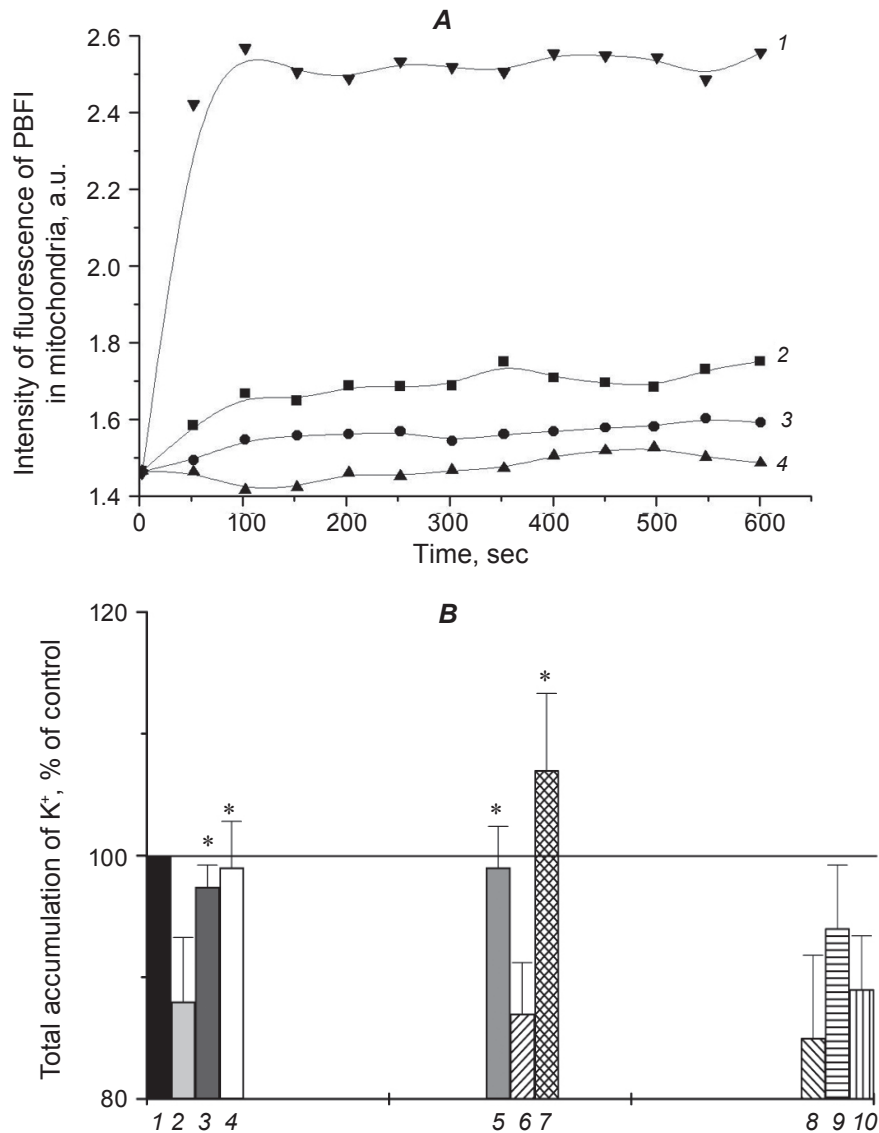 A
Intensity of fluorescence of PBFI
in mitochondria, a.u.
2.6
2.4
2.2
2.0
1.8
1.6
1.4
1
2
3
4
0 100 200 300 400 500 600
Time, sec
B
Total accumulation of K⁺, % of control
120
100
80
* * * *
1 2 3 4 5 6 7 8 9 10